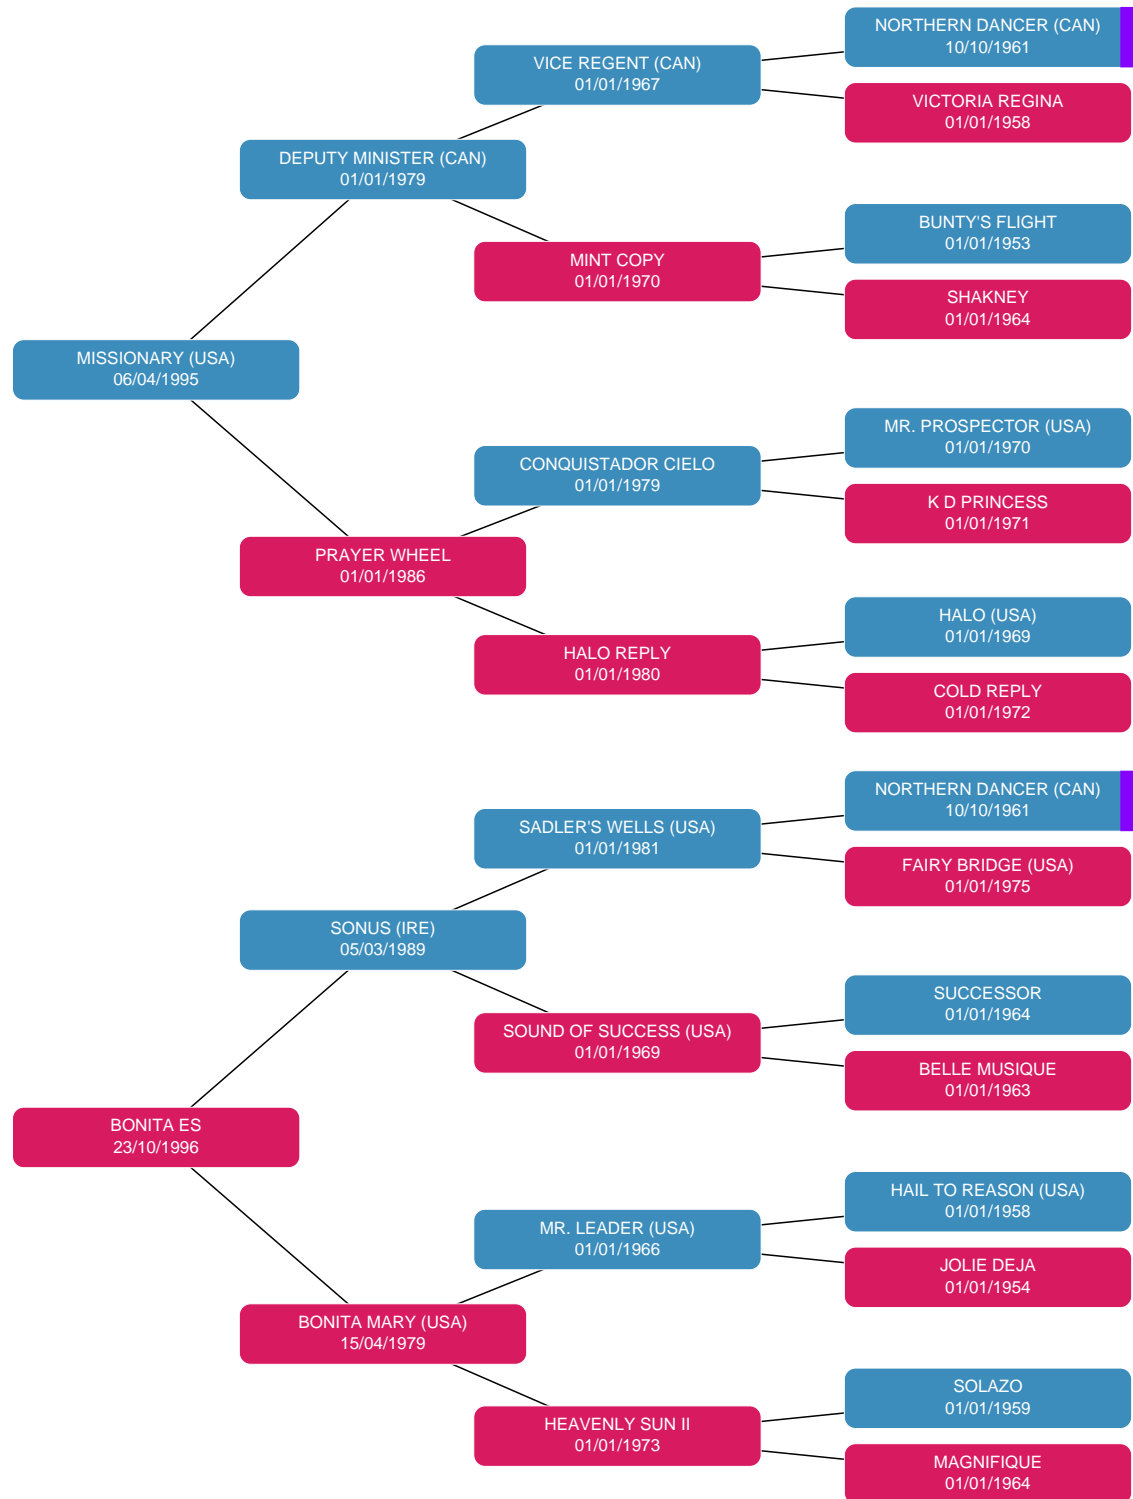 NORTHERN DANCER (CAN)
10/10/1961
VICE REGENT (CAN)
01/01/1967
VICTORIA REGINA
01/01/1958
DEPUTY MINISTER (CAN)
01/01/1979
BUNTY'S FLIGHT
01/01/1953
MINT COPY
01/01/1970
SHAKNEY
01/01/1964
MISSIONARY (USA)
06/04/1995
MR. PROSPECTOR (USA)
01/01/1970
CONQUISTADOR CIELO
01/01/1979
K D PRINCESS
01/01/1971
PRAYER WHEEL
01/01/1986
HALO (USA)
01/01/1969
HALO REPLY
01/01/1980
COLD REPLY
01/01/1972
NORTHERN DANCER (CAN)
10/10/1961
SADLER'S WELLS (USA)
01/01/1981
FAIRY BRIDGE (USA)
01/01/1975
SONUS (IRE)
05/03/1989
SUCCESSOR
01/01/1964
SOUND OF SUCCESS (USA)
01/01/1969
BELLE MUSIQUE
01/01/1963
BONITA ES
23/10/1996
HAIL TO REASON (USA)
01/01/1958
MR. LEADER (USA)
01/01/1966
JOLIE DEJA
01/01/1954
BONITA MARY (USA)
15/04/1979
SOLAZO
01/01/1959
HEAVENLY SUN II
01/01/1973
MAGNIFIQUE
01/01/1964